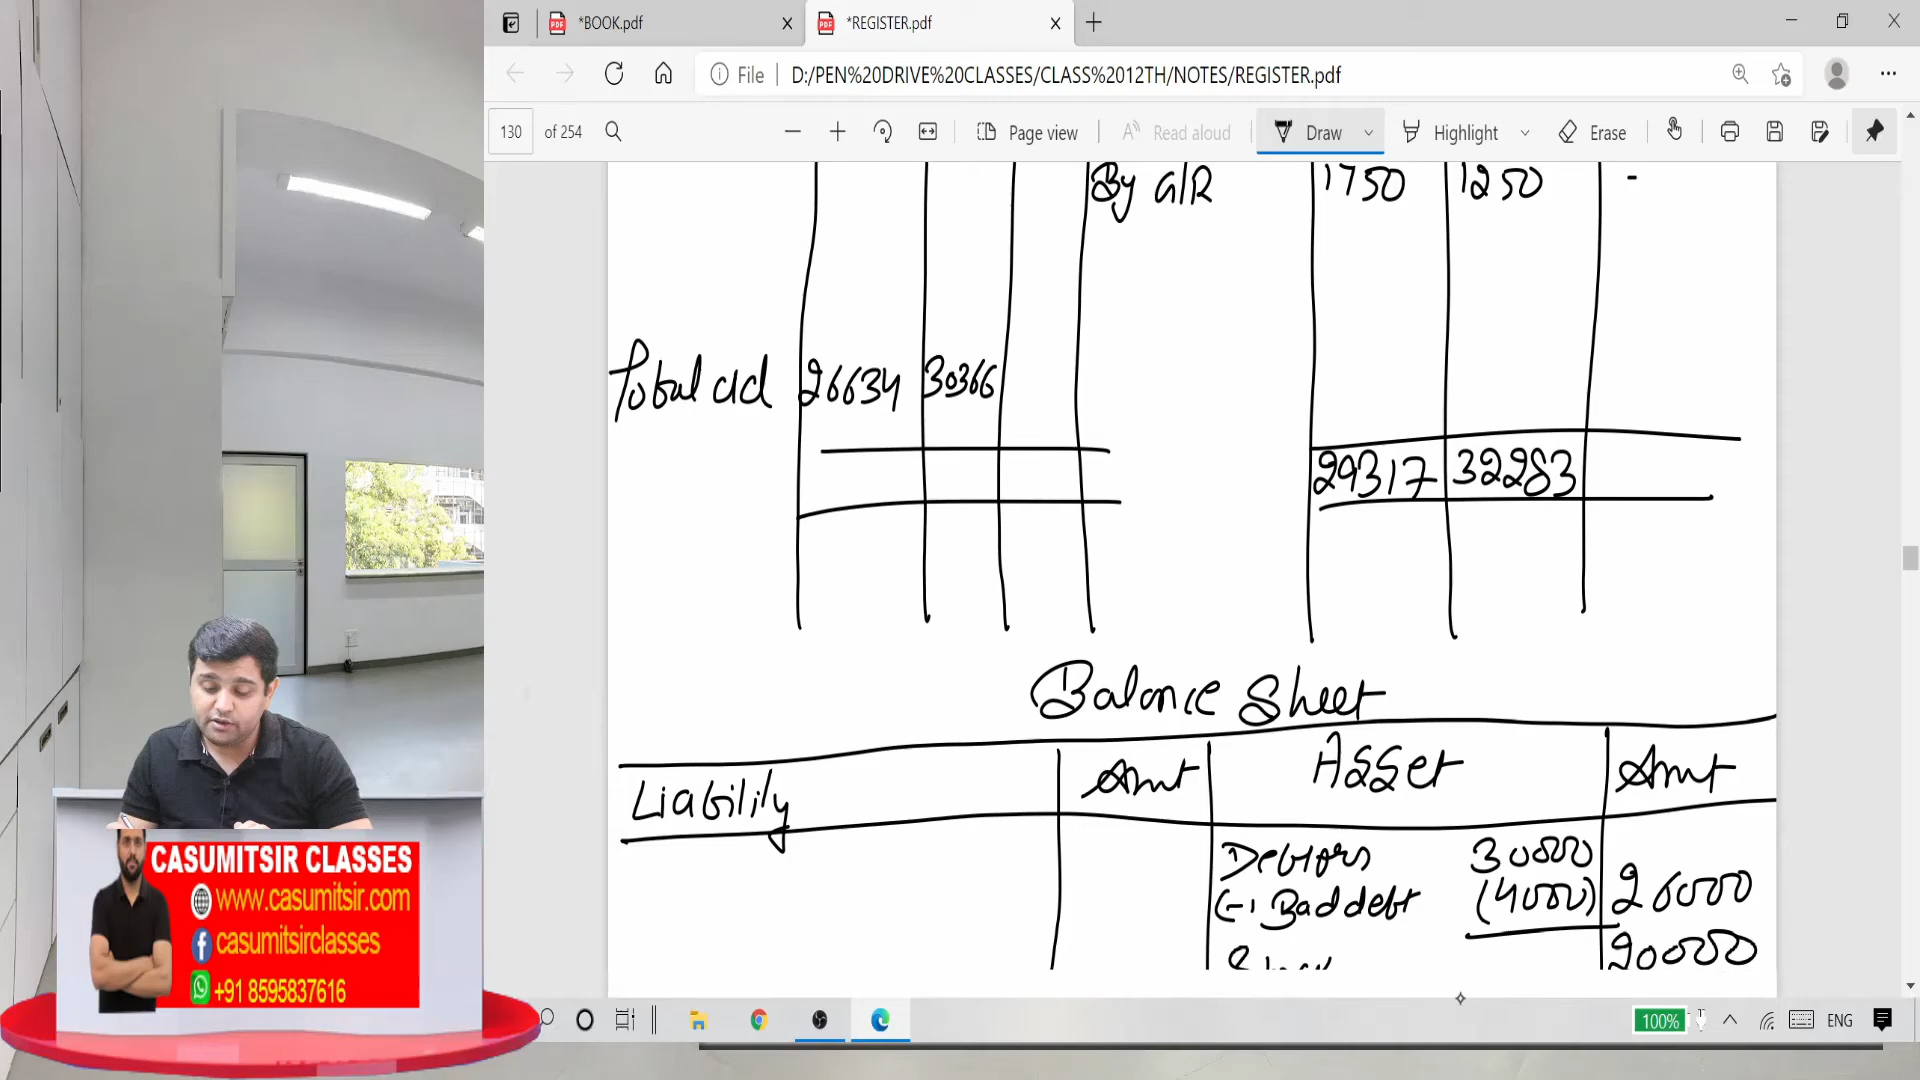 *BOOK.pdf
*REGISTER.pdf
File
D:/PEN%20DRIVE%20CLASSES/CLASS%2012TH/NOTES/REGISTER.pdf
130 of 254
Page view
Read aloud
Draw
Highlight
Erase
By G/R 1750 1250 -
Total 26634 30366
29317 32283
Balance Sheet
Liability Amt Asset Amt
Debtors 30000
(-) Bad debt (4000) 26000
200000
CASUMITSIR CLASSES
www.casumitsir.com
casumitsirclasses
+91 8595837616
100%
ENG